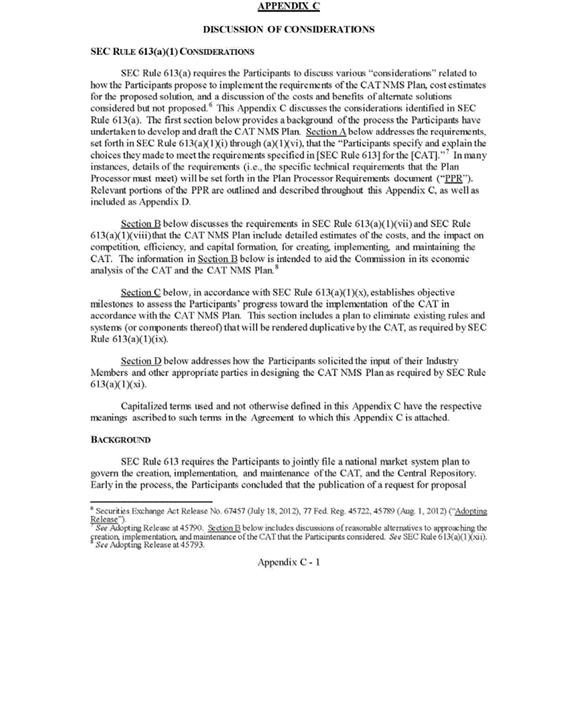 APPENDIX C
DISCUSSION OF CONSIDERATIONS
SEC RULE 613(a)(1) CONSIDERATIONS
SEC Rule 613(a) requires the Participants to discuss various “considerations” related to
how the Participants propose to implement the requirements of the CAT NMS Plan, cost estimates
for the proposed solution, and a discussion of the costs and benefits of alternate solutions
considered but not proposed.6 This Appendix C discusses the considerations identified in SEC
Rule 613(a). The first section below provides a background of the process the Participants have
undertaken to develop and draft the CAT NMS Plan. Section A below addresses the requirements,
set forth in SEC Rule 613(a)(1)(i) through (a)(1)(vi), that the “Participants specify and explain the
choices they made to meet the requirements specified in [SEC Rule 613] for the [CAT].”7 In many
instances, details of the requirements (i.e., the specific technical requirements that the Plan
Processor must meet) will be set forth in the Plan Processor Requirements document (“PPR”).
Relevant portions of the PPR are outlined and described throughout this Appendix C, as well as
included as Appendix D.
Section B below discusses the requirements in SEC Rule 613(a)(1)(vii) and SEC Rule
613(a)(1)(viii) that the CAT NMS Plan include detailed estimates of the costs, and the impact on
competition, efficiency, and capital formation, for creating, implementing, and maintaining the
CAT. The information in Section B below is intended to aid the Commission in its economic
analysis of the CAT and the CAT NMS Plan.8
Section C below, in accordance with SEC Rule 613(a)(1)(x), establishes objective
milestones to assess the Participants’ progress toward the implementation of the CAT in
accordance with the CAT NMS Plan. This section includes a plan to eliminate existing rules and
systems (or components thereof) that will be rendered duplicative by the CAT, as required by SEC
Rule 613(a)(1)(ix).
Section D below addresses how the Participants solicited the input of their Industry
Members and other appropriate parties in designing the CAT NMS Plan as required by SEC Rule
613(a)(1)(xi).
Capitalized terms used and not otherwise defined in this Appendix C have the respective
meanings ascribed to such terms in the Agreement to which this Appendix C is attached.
BACKGROUND
SEC Rule 613 requires the Participants to jointly file a national market system plan to
govern the creation, implementation, and maintenance of the CAT, and the Central Repository.
Early in the process, the Participants concluded that the publication of a request for proposal
6 Securities Exchange Act Release No. 67457 (July 18, 2012), 77 Fed. Reg. 45722, 45789 (Aug. 1, 2012) (“Adopting
Release”).
7 See Adopting Release at 45790. Section B below includes discussions of reasonable alternatives to approaching the
creation, implementation, and maintenance of the CAT that the Participants considered. See SEC Rule 613(a)(1)(xii).
8 See Adopting Release at 45793.
Appendix C - 1